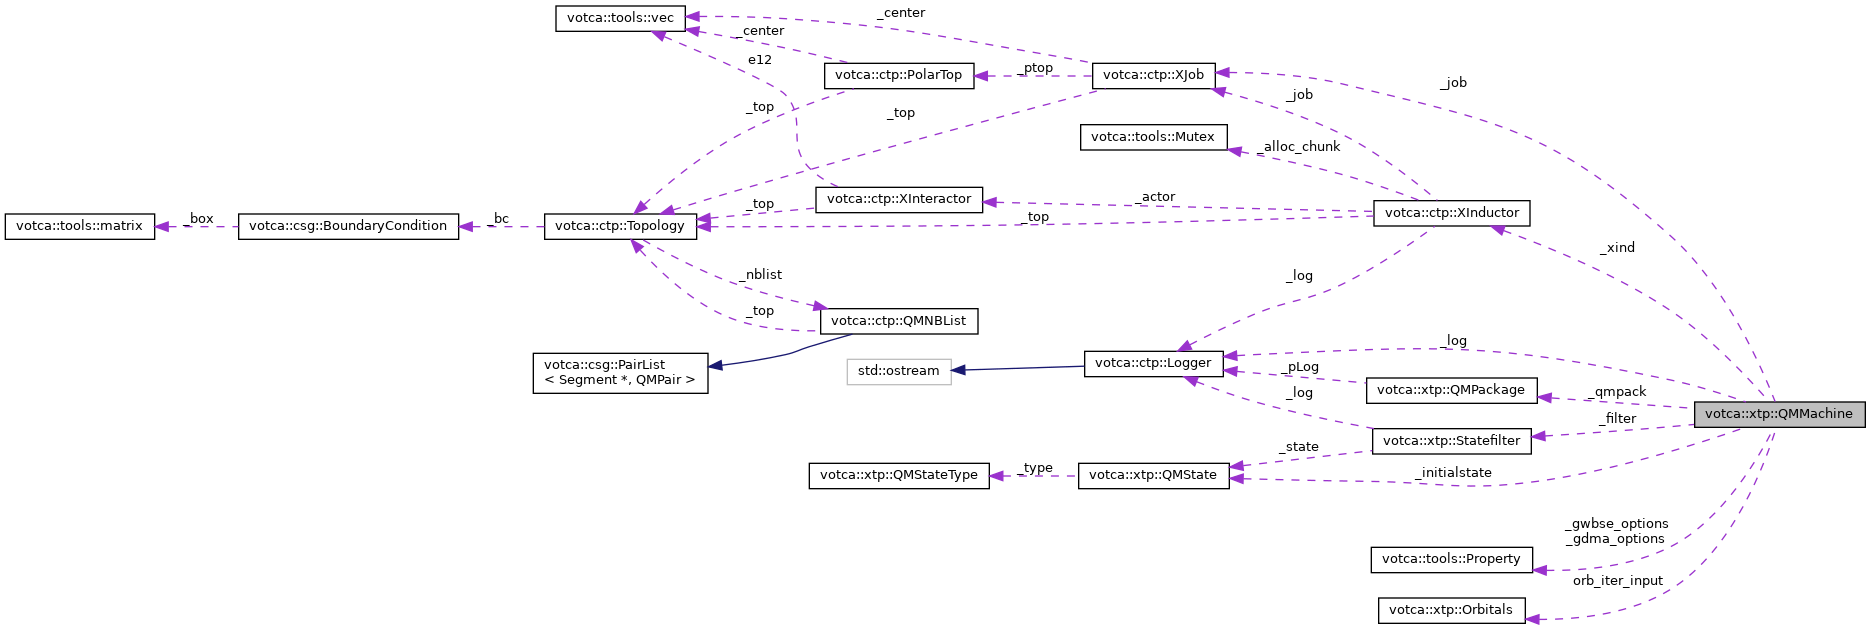 votca::tools::vec
_center
_center
e12
votca::ctp::PolarTop
_ptop
votca::ctp::XJob
_job
_job
_top
_top
votca::tools::Mutex
_alloc_chunk
votca::ctp::XInteractor
_actor
_top
_top
votca::ctp::XInductor
votca::tools::matrix
_box
votca::csg::BoundaryCondition
_bc
votca::ctp::Topology
_xind
_nblist
_log
_top
votca::ctp::QMNBList
votca::csg::PairList
< Segment *, QMPair >
std::ostream
votca::ctp::Logger
_log
_pLog
_log
votca::xtp::QMPackage
_qmpack
votca::xtp::QMMachine
_filter
votca::xtp::Statefilter
_state
votca::xtp::QMStateType
_type
votca::xtp::QMState
_initialstate
_gwbse_options
_gdma_options
votca::tools::Property
orb_iter_input
votca::xtp::Orbitals